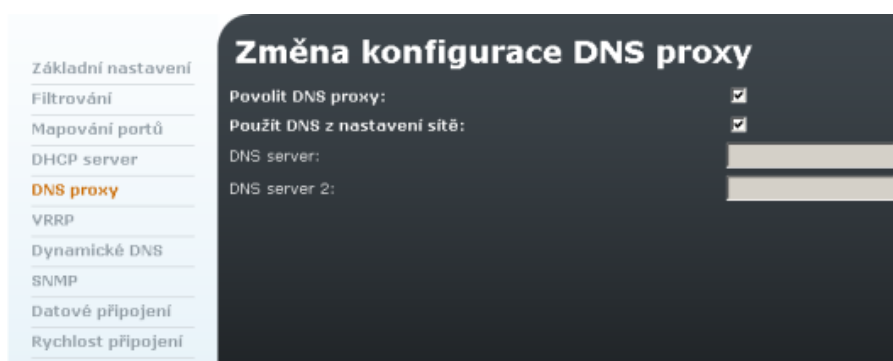 Základní nastavení
Filtrování
Mapování portů
DHCP server
DNS proxy
VRRP
Dynamické DNS
SNMP
Datové připojení
Rychlost připojení
Změna konfigurace DNS proxy
Povolit DNS proxy:
Použít DNS z nastavení sítě:
DNS server:
DNS server 2: